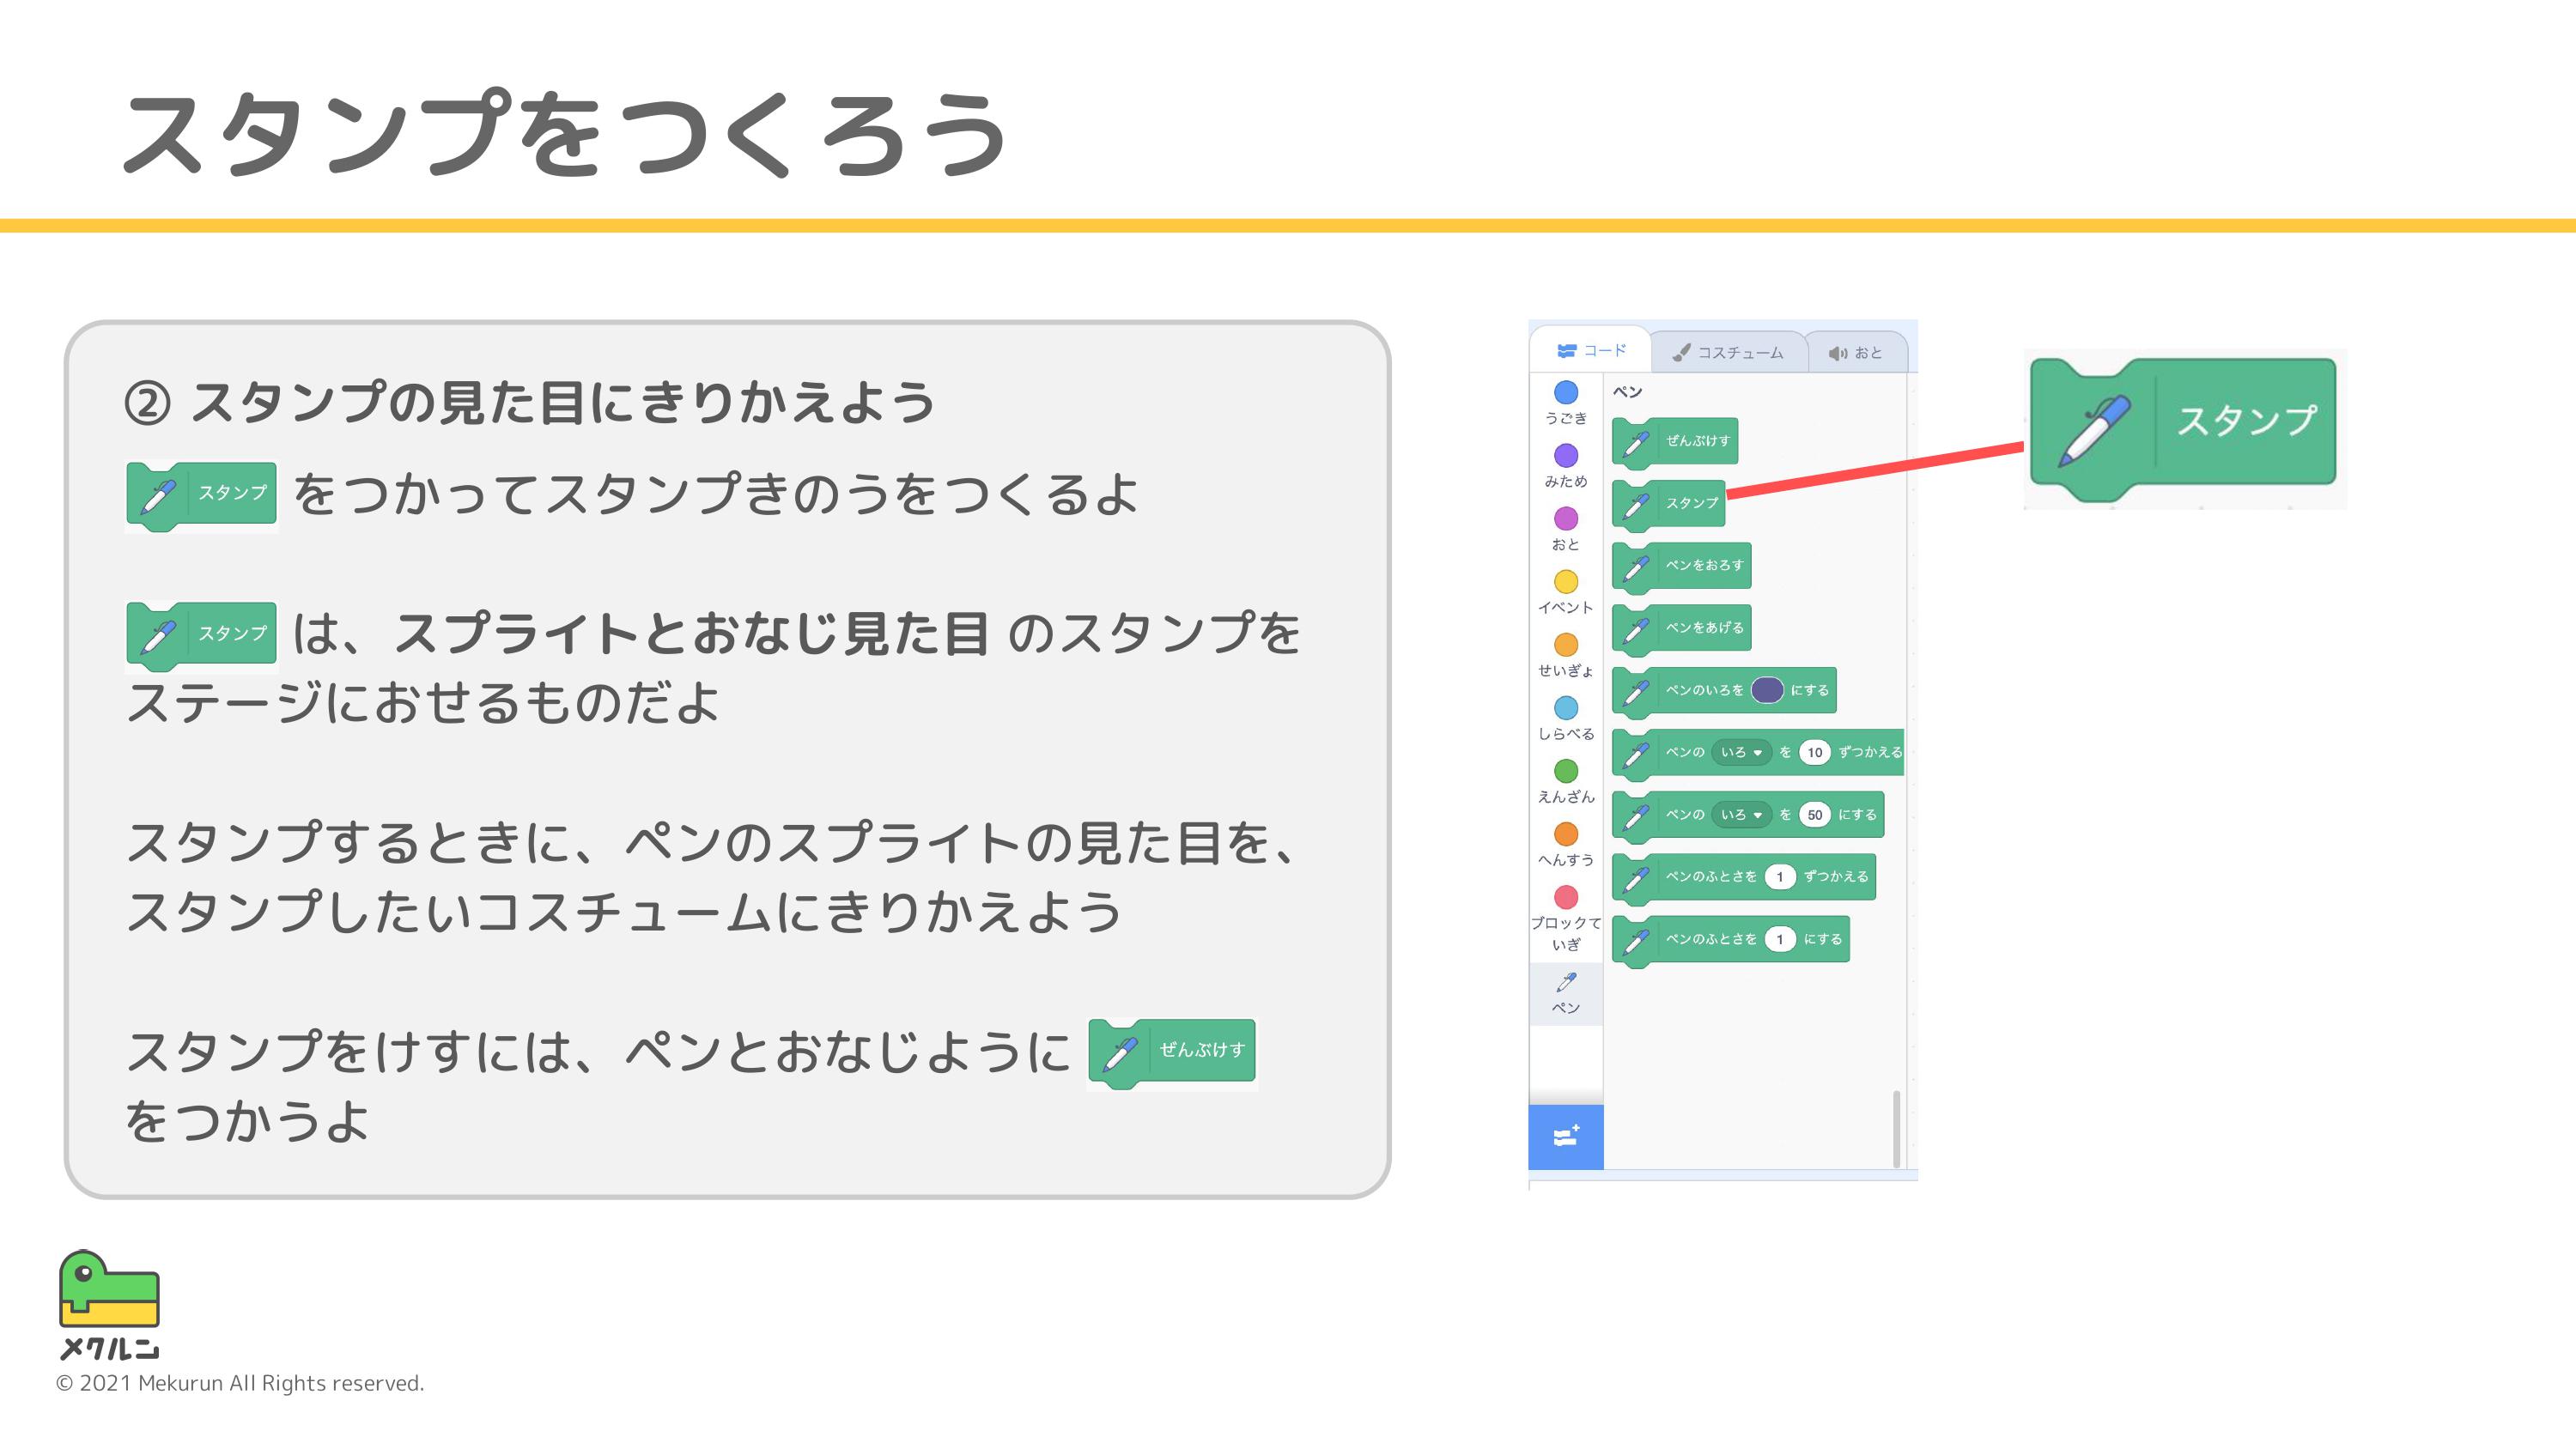 スタンプをつくろう
② スタンプの見た目にきりかえよう
スタンプ をつかってスタンプきのうをつくるよ
スタンプ は、スプライトとおなじ見た目 のスタンプを
ステージにおせるものだよ
スタンプするときに、ペンのスプライトの見た目を、
スタンプしたいコスチュームにきりかえよう
スタンプをけすには、ペンとおなじように ぜんぶけす
をつかうよ
コード コスチューム おと
うごき
みため
おと
イベント
せいぎょ
しらべる
えんざん
へんすう
ブロックて
いぎ
ペン
ペン
ぜんぶけす
スタンプ
ペンをおろす
ペンをあげる
ペンのいろを にする
ペンの いろ を 10 ずつかえる
ペンの いろ を 50 にする
ペンのふとさを 1 ずつかえる
ペンのふとさを 1 にする
スタンプ
メクルン
© 2021 Mekurun All Rights reserved.